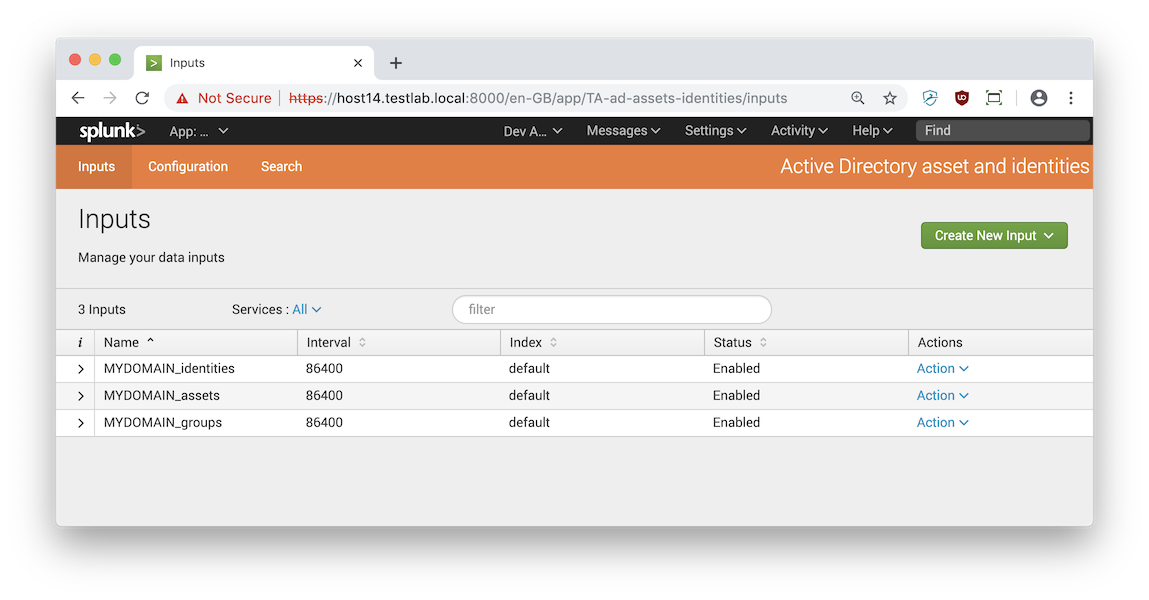 Inputs
Not Secure https://host14.testlab.local:8000/en-GB/app/TA-ad-assets-identities/inputs
splunk> App: ... Dev A... Messages Settings Activity Help Find
Inputs Configuration Search Active Directory asset and identities
Inputs
Create New Input
Manage your data inputs
3 Inputs Services : All filter
i Name Interval Index Status Actions
MYDOMAIN_identities 86400 default Enabled Action
MYDOMAIN_assets 86400 default Enabled Action
MYDOMAIN_groups 86400 default Enabled Action